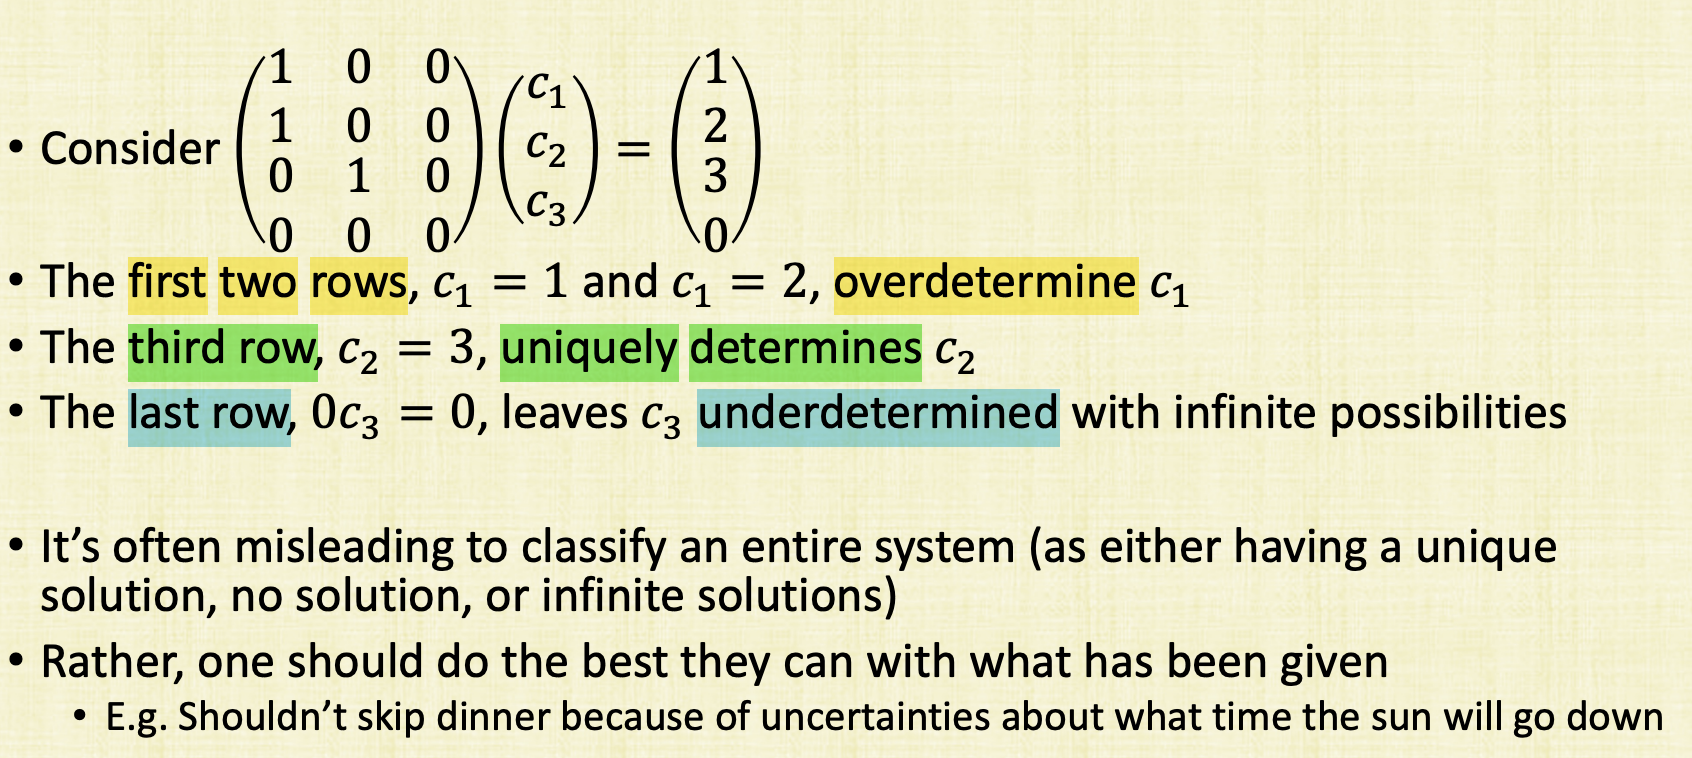 • Consider $\begin{pmatrix} 1 & 0 & 0 \\ 1 & 0 & 0 \\ 0 & 1 & 0 \\ 0 & 0 & 0 \end{pmatrix} \begin{pmatrix} c_1 \\ c_2 \\ c_3 \end{pmatrix} = \begin{pmatrix} 1 \\ 2 \\ 3 \\ 0 \end{pmatrix}$
• The first two rows, $c_1 = 1$ and $c_1 = 2$, overdetermine $c_1$
• The third row, $c_2 = 3$, uniquely determines $c_2$
• The last row, $0c_3 = 0$, leaves $c_3$ underdetermined with infinite possibilities
• It’s often misleading to classify an entire system (as either having a unique
solution, no solution, or infinite solutions)
• Rather, one should do the best they can with what has been given
• E.g. Shouldn’t skip dinner because of uncertainties about what time the sun will go down